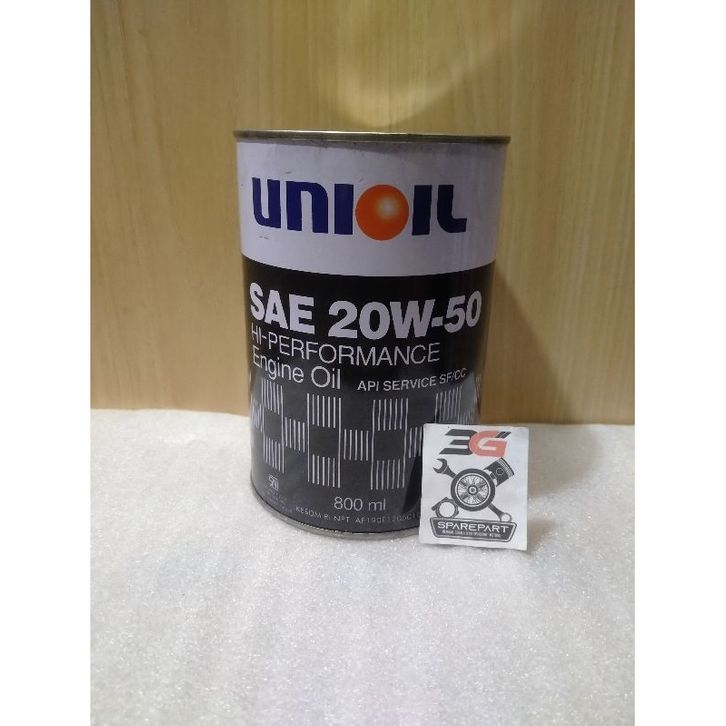 UNIOIL
SAE 20W-50
HI-PERFORMANCE
Engine Oil
API SERVICE SF/CC
800 ml
3G
SPAREPART